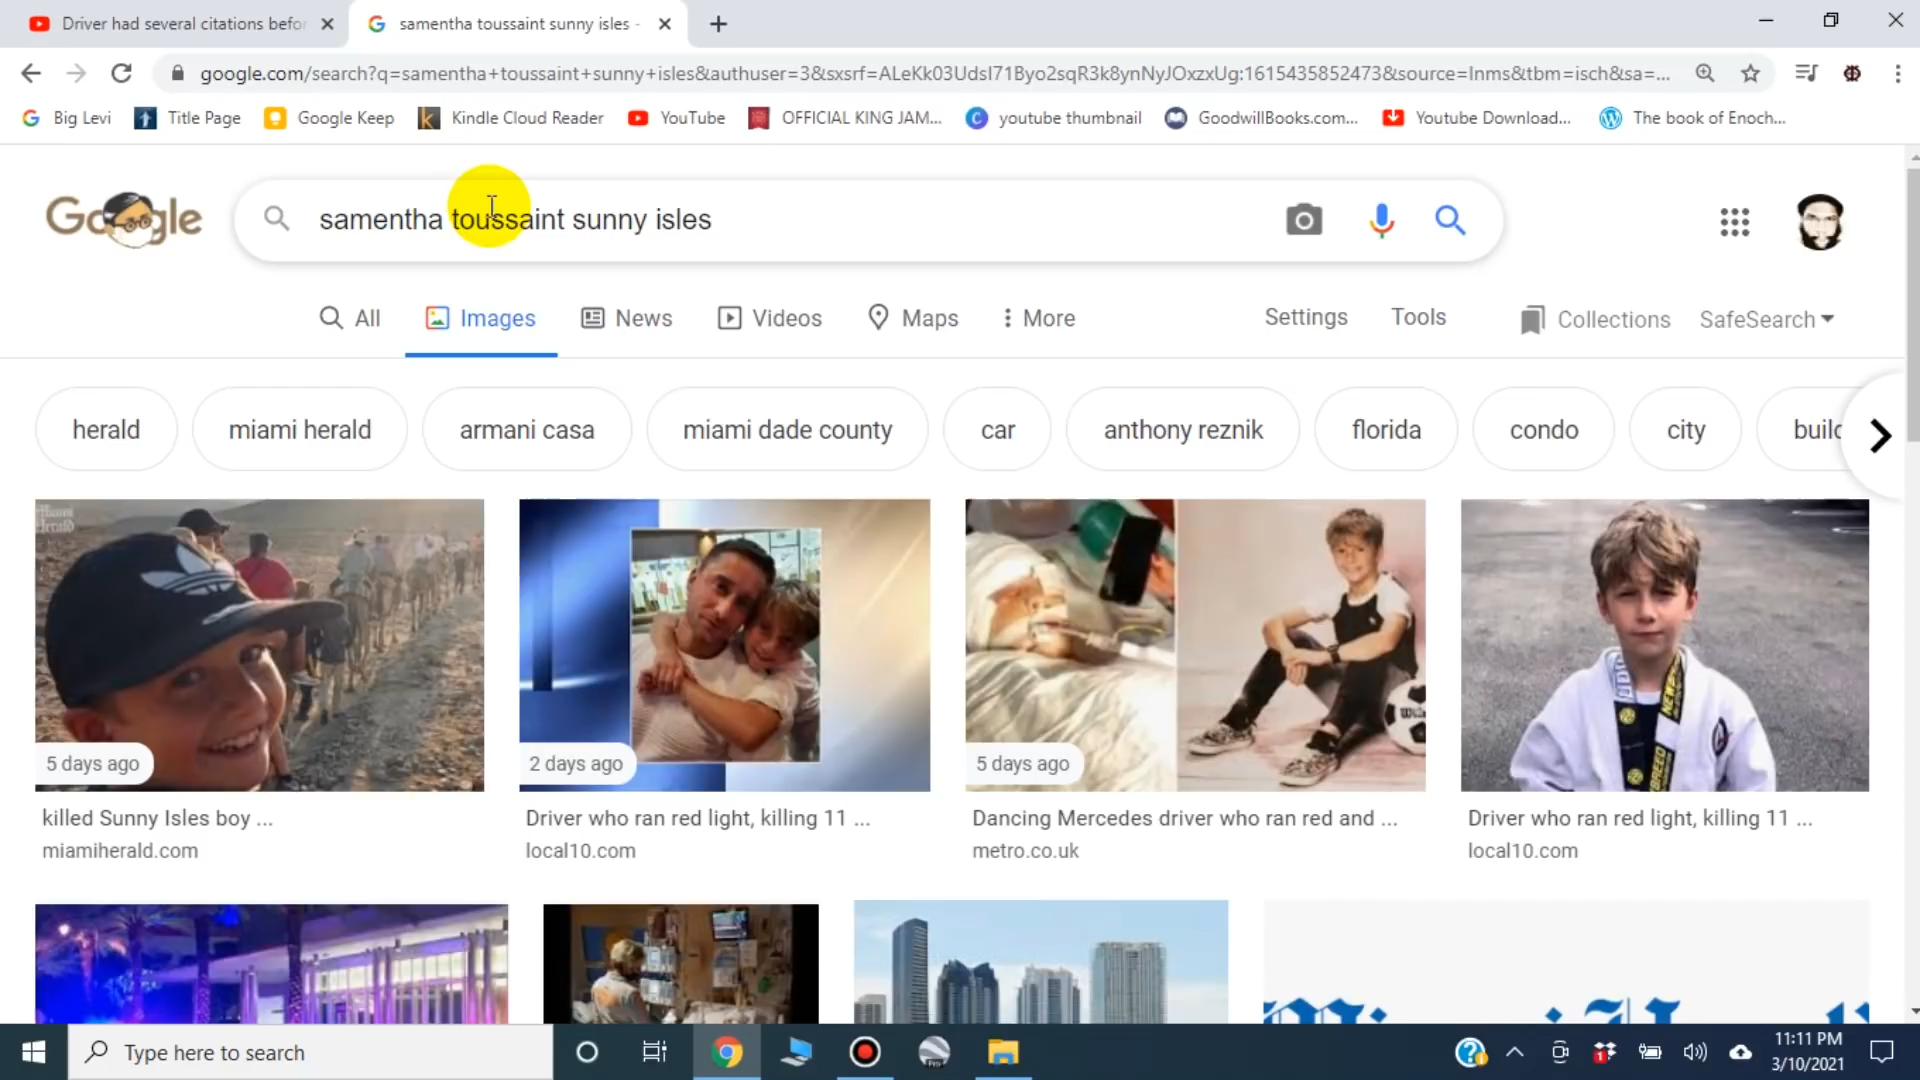 Driver had several citations befor
samentha toussaint sunny isles -
google.com/search?q=samentha+toussaint+sunny+isles&authuser=3&sxsrf=ALeKk03UdsI71Byo2sqR3k8ynNyJOxzxUg:1615435852473&source=lnms&tbm=isch&sa=...
Big Levi
Title Page
Google Keep
Kindle Cloud Reader
YouTube
OFFICIAL KING JAM...
youtube thumbnail
GoodwillBooks.com...
Youtube Download...
The book of Enoch...
Google
samentha toussaint sunny isles
All
Images
News
Videos
Maps
More
Settings
Tools
Collections
SafeSearch
herald
miami herald
armani casa
miami dade county
car
anthony reznik
florida
condo
city
builc
Miami
Herald
5 days ago
2 days ago
5 days ago
killed Sunny Isles boy ...
miamiherald.com
Driver who ran red light, killing 11 ...
local10.com
Dancing Mercedes driver who ran red and ...
metro.co.uk
Driver who ran red light, killing 11 ...
local10.com
Type here to search
11:11 PM
3/10/2021